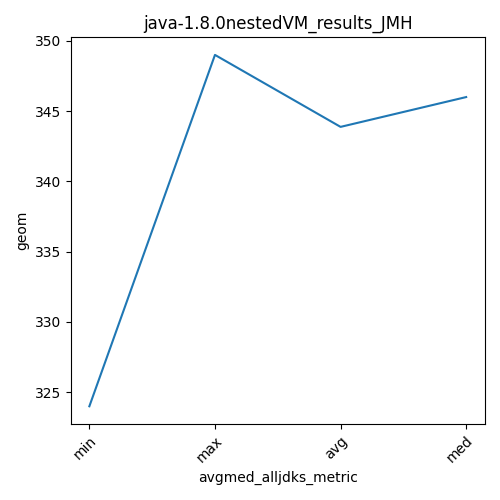 java-1.8.0nestedVM_results_JMH
350
345
340
335
330
325
geom
min
max
avg
med
avgmed_alljdks_metric